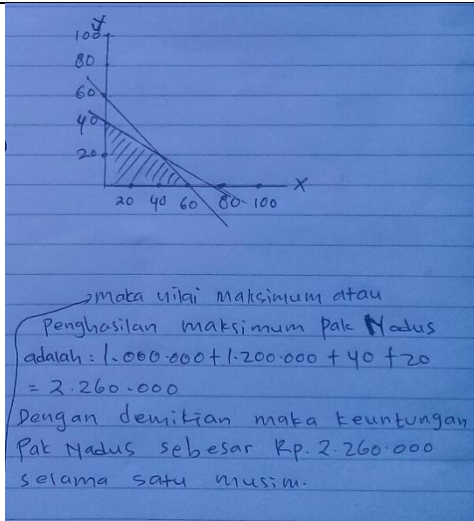 y
100
80
60
40
20
20 40 60 80 100 X
maka nilai maksimum atau
Penghasilan maksimum Pak Nadus
adalah : 1.000.000 + 1.200.000 + 40 + 20
= 2.260.000
Dengan demikian maka keuntungan
Pak Nadus sebesar Rp. 2.260.000
selama satu musim.